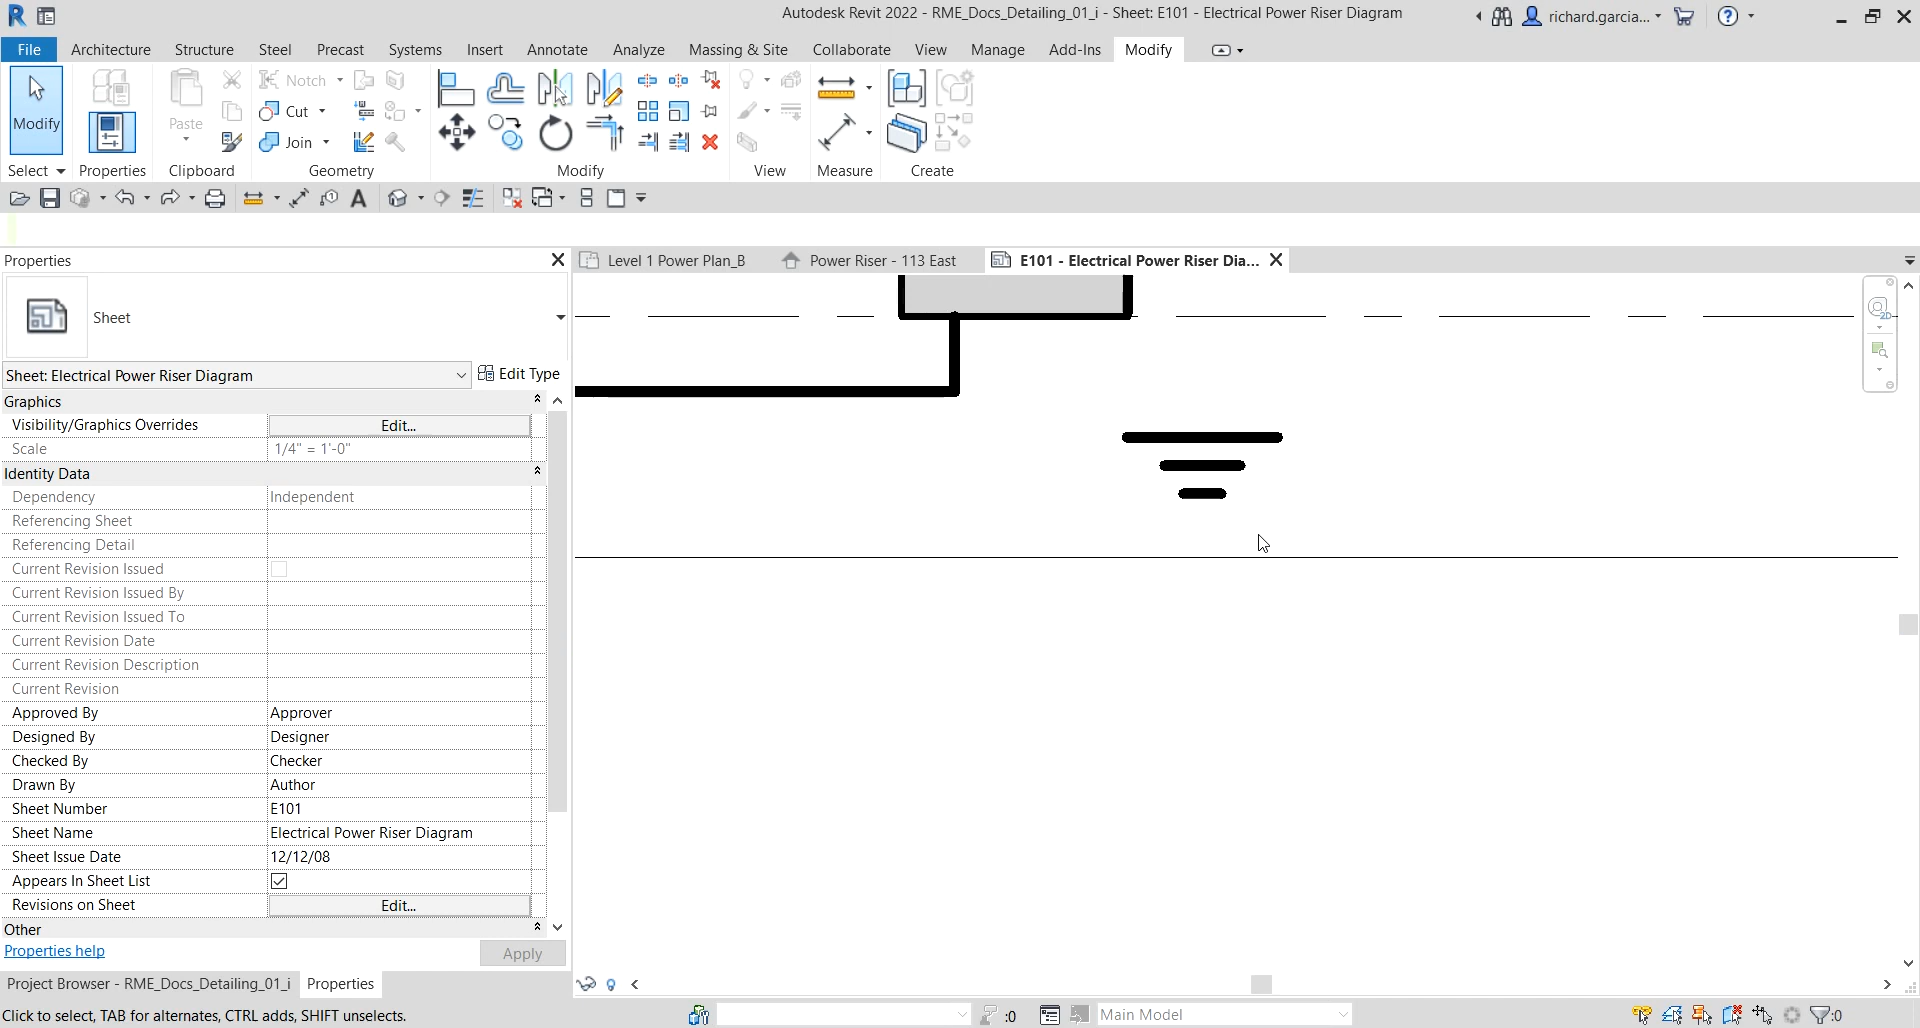 Autodesk Revit 2022 - RME_Docs_Detailing_01_i - Sheet: E101 - Electrical Power Riser Diagram
richard.garcia...
File Architecture Structure Steel Precast Systems Insert Annotate Analyze Massing & Site Collaborate View Manage Add-Ins Modify
Modify
Paste
Notch
Cut
Join
Select Properties Clipboard Geometry Modify View Measure Create
Properties
Level 1 Power Plan_B
Power Riser - 113 East
E101 - Electrical Power Riser Dia...
Sheet
2D
Sheet: Electrical Power Riser Diagram
Edit Type
Graphics
Visibility/Graphics Overrides Edit...
Scale 1/4" = 1'-0"
Identity Data
Dependency Independent
Referencing Sheet
Referencing Detail
Current Revision Issued
Current Revision Issued By
Current Revision Issued To
Current Revision Date
Current Revision Description
Current Revision
Approved By Approver
Designed By Designer
Checked By Checker
Drawn By Author
Sheet Number E101
Sheet Name Electrical Power Riser Diagram
Sheet Issue Date 12/12/08
Appears In Sheet List
Revisions on Sheet Edit...
Other
Properties help
Apply
Project Browser - RME_Docs_Detailing_01_i Properties
Click to select, TAB for alternates, CTRL adds, SHIFT unselects.
:0
Main Model
:0